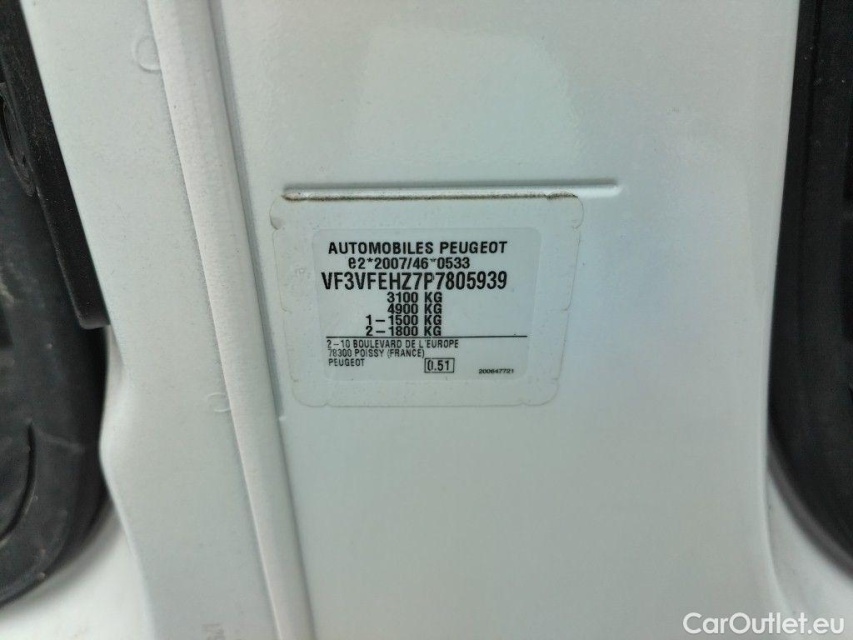 AUTOMOBILES PEUGEOT
e2*2007/46*0533
VF3VFEHZ7P7805939
3100 KG
4900 KG
1-1500 KG
2-1800 KG
2-10 BOULEVARD DE L'EUROPE
78300 POISSY (FRANCE)
PEUGEOT
0.51
200647721
CarOutlet.eu